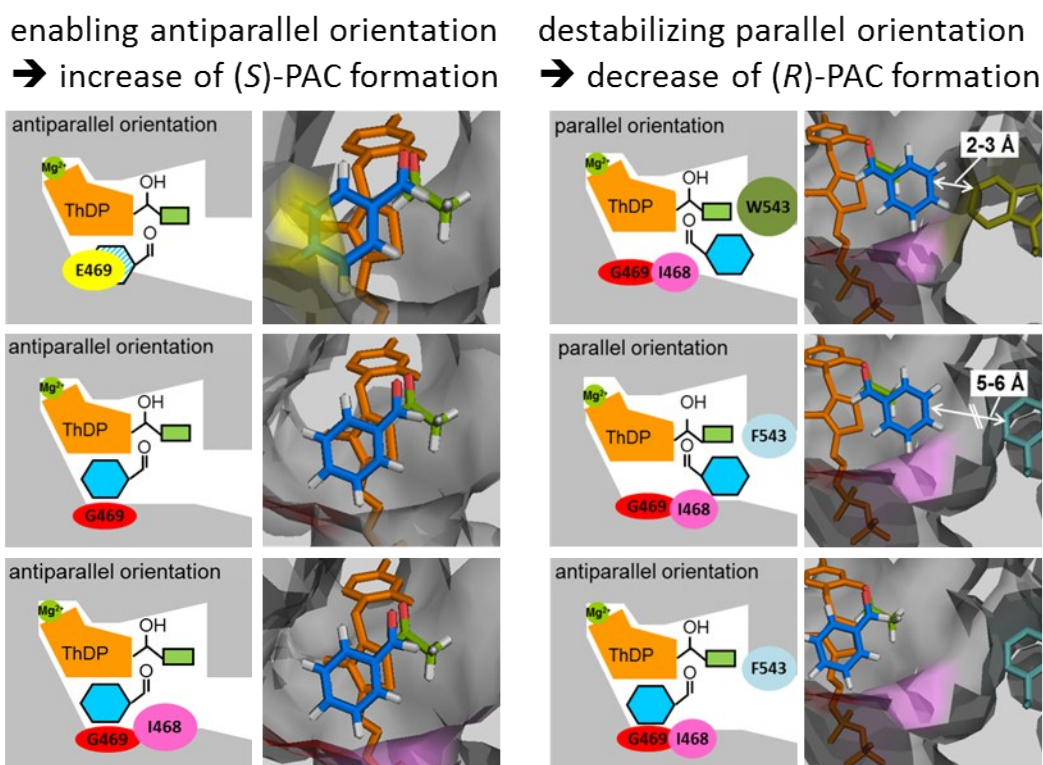 enabling antiparallel orientation
➔ increase of (S)-PAC formation
destabilizing parallel orientation
➔ decrease of (R)-PAC formation
antiparallel orientation
Mg²⁺
OH
ThDP
O
E469
parallel orientation
Mg²⁺
OH
ThDP
W543
O
G469
I468
2-3 Å
antiparallel orientation
Mg²⁺
OH
ThDP
O
G469
parallel orientation
Mg²⁺
OH
ThDP
F543
O
G469
I468
5-6 Å
antiparallel orientation
Mg²⁺
OH
ThDP
O
I468
G469
antiparallel orientation
Mg²⁺
OH
ThDP
F543
O
G469
I468